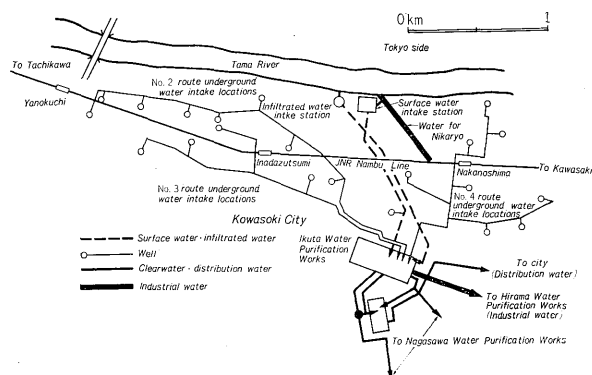 0 km 1
Tokyo side
To Tachikawa
Tama River
No. 2 route underground
water intake locations
Yanokuchi
Infiltrated water
intke station
Surface water
intake station
Water for
Nikaryo
Inadazutsumi
JNR Nambu Line
Nakanoshima
To Kawasaki
No. 3 route underground
water intake locations
No. 4 route
underground
water intake
locations
Kowasoki City
Surface water · infiltrated water
Well
Clearwater · distribution water
Industrial water
Ikuta Water
Purification
Works
To city
(Distribution water)
To Hirama Water
Purification Works
(Industrial water)
To Nagasawa Water Purification Works